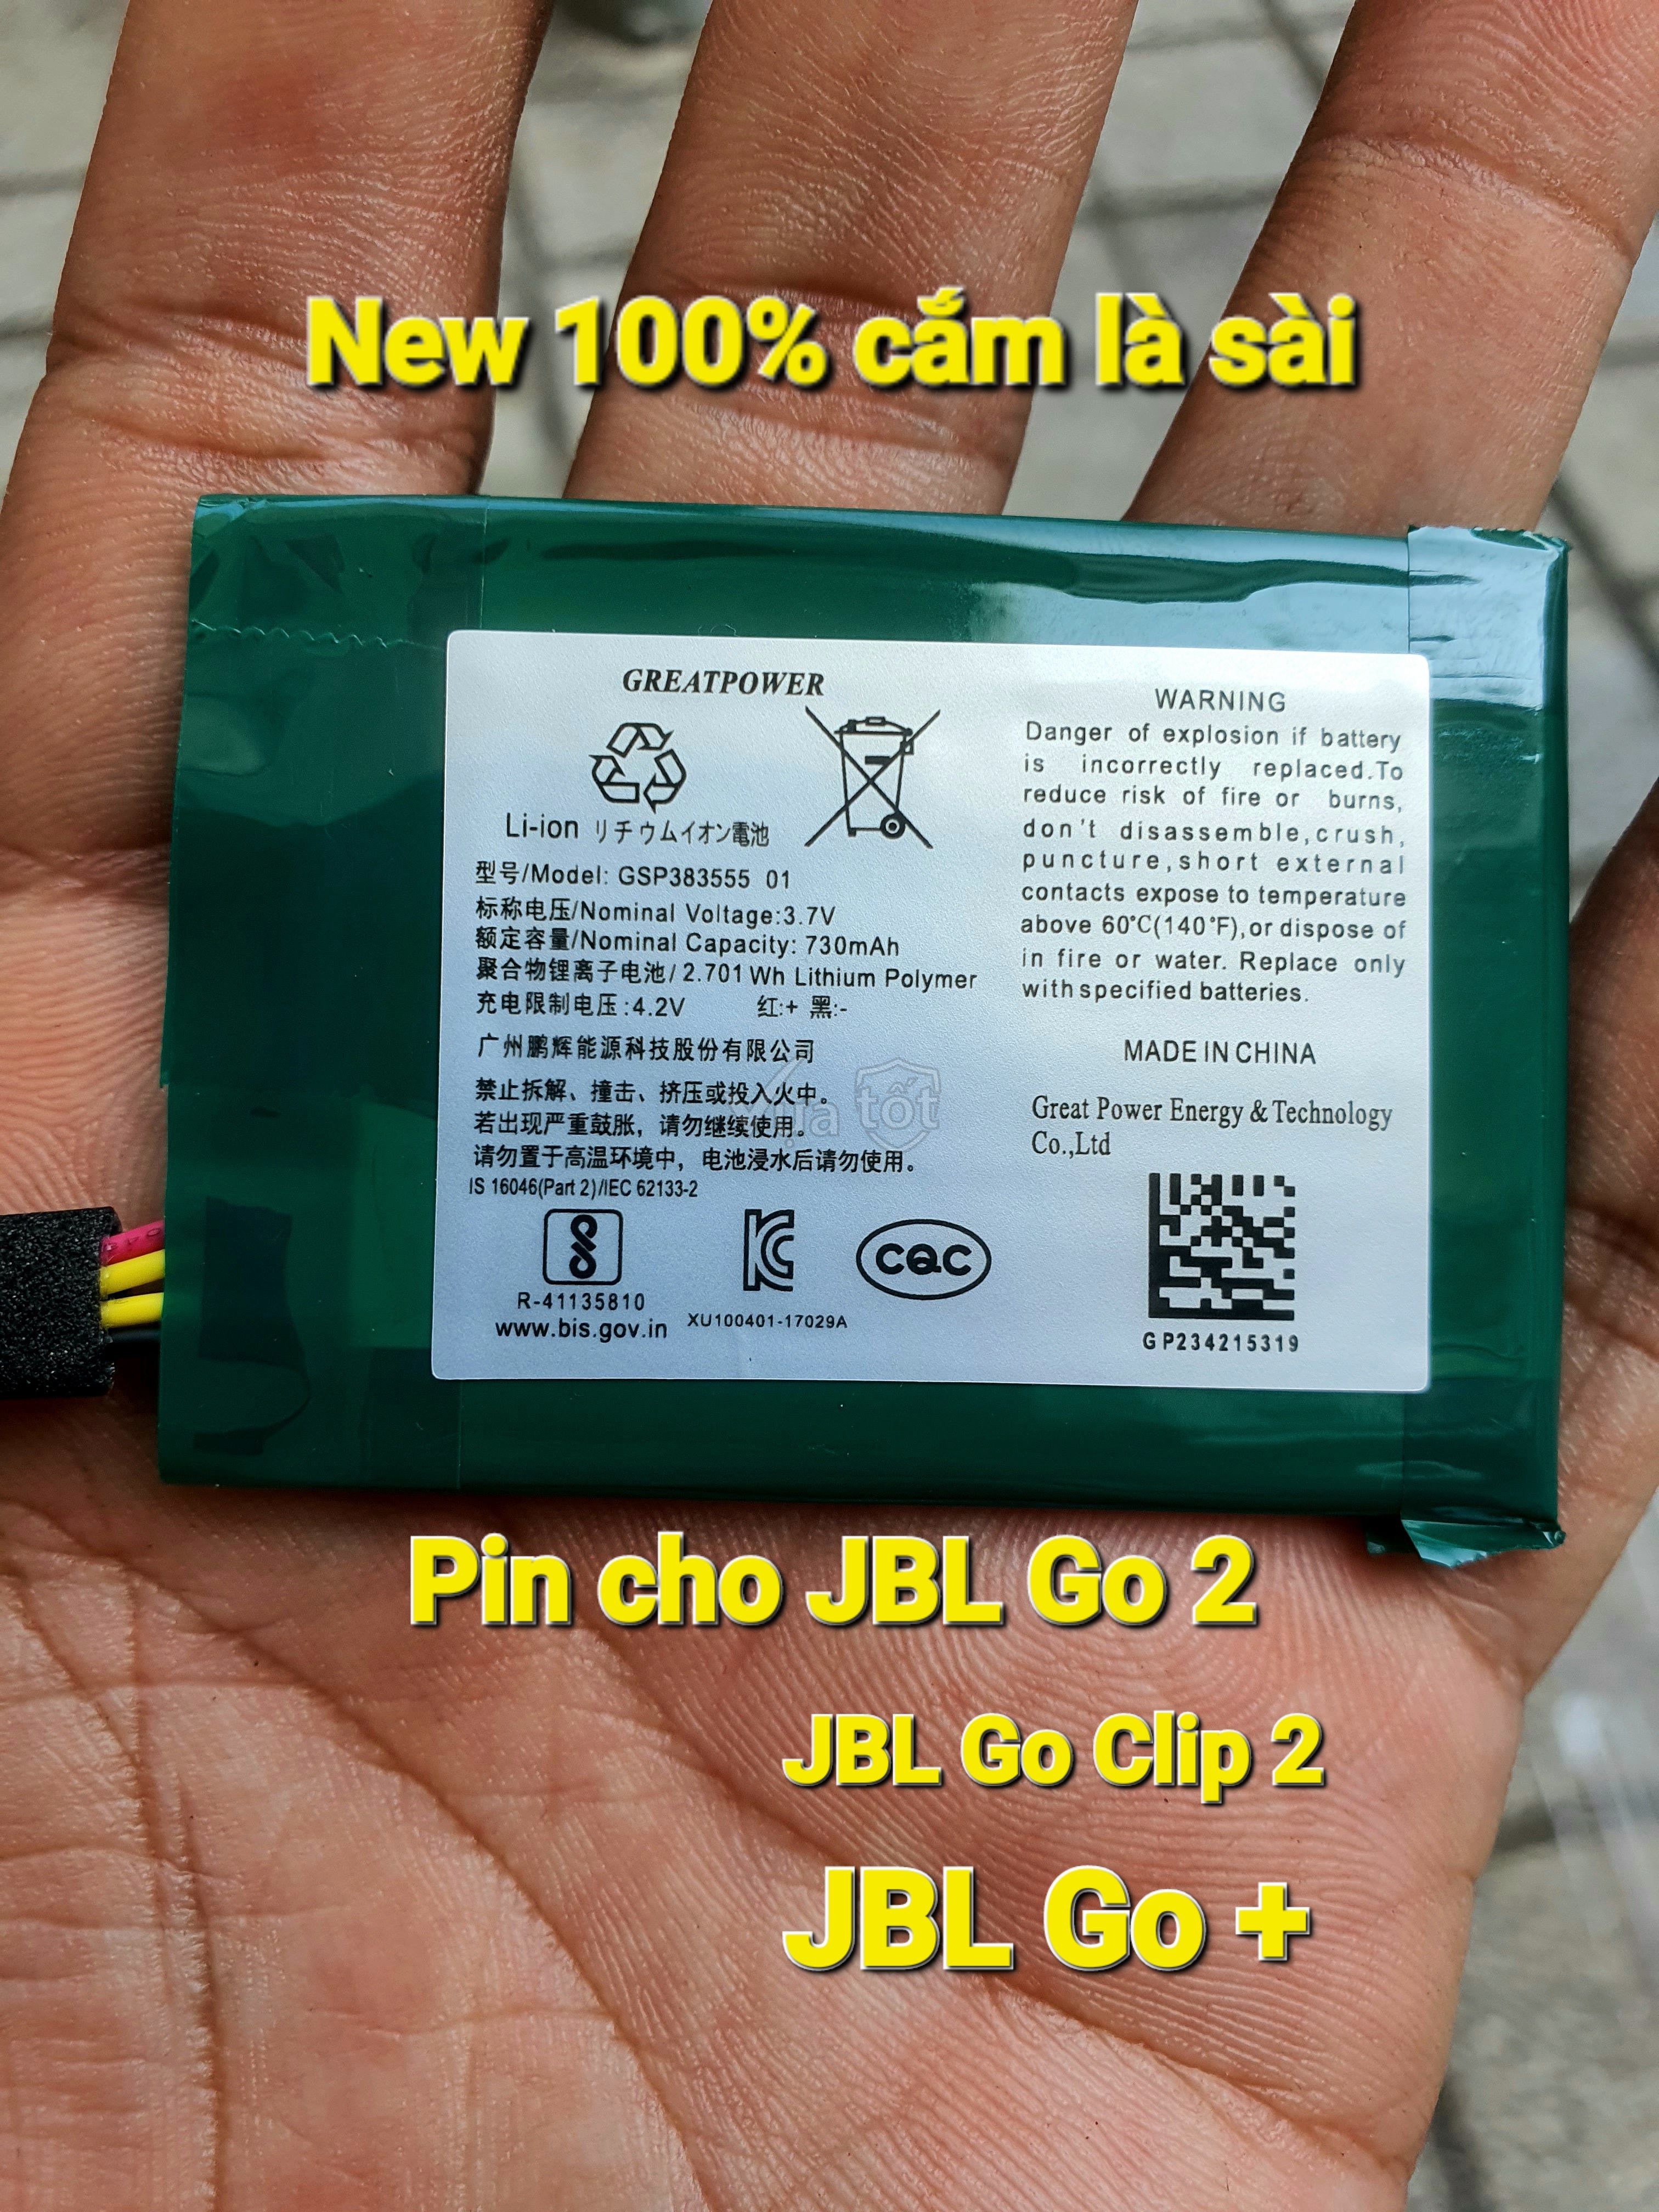 New 100% cắm là sài
GREATPOWER
Li-ion リチウムイオン電池
型号/Model: GSP383555 01
标称电压/Nominal Voltage:3.7V
额定容量/Nominal Capacity: 730mAh
聚合物锂离子电池/ 2.701 Wh Lithium Polymer
充电限制电压:4.2V 红:+ 黑:-
广州鹏辉能源科技股份有限公司
禁止拆解、撞击、挤压或投入火中。
若出现严重鼓胀，请勿继续使用。
请勿置于高温环境中，电池浸水后请勿使用。
IS 16046(Part 2)/IEC 62133-2
R-41135810
www.bis.gov.in
XU100401-17029A
CQC
WARNING
Danger of explosion if battery
is incorrectly replaced.To
reduce risk of fire or burns,
don't disassemble,crush,
puncture,short external
contacts expose to temperature
above 60°C(140°F),or dispose of
in fire or water. Replace only
with specified batteries.
MADE IN CHINA
Great Power Energy & Technology
Co.,Ltd
GP234215319
Pin cho JBL Go 2
JBL Go Clip 2
JBL Go +